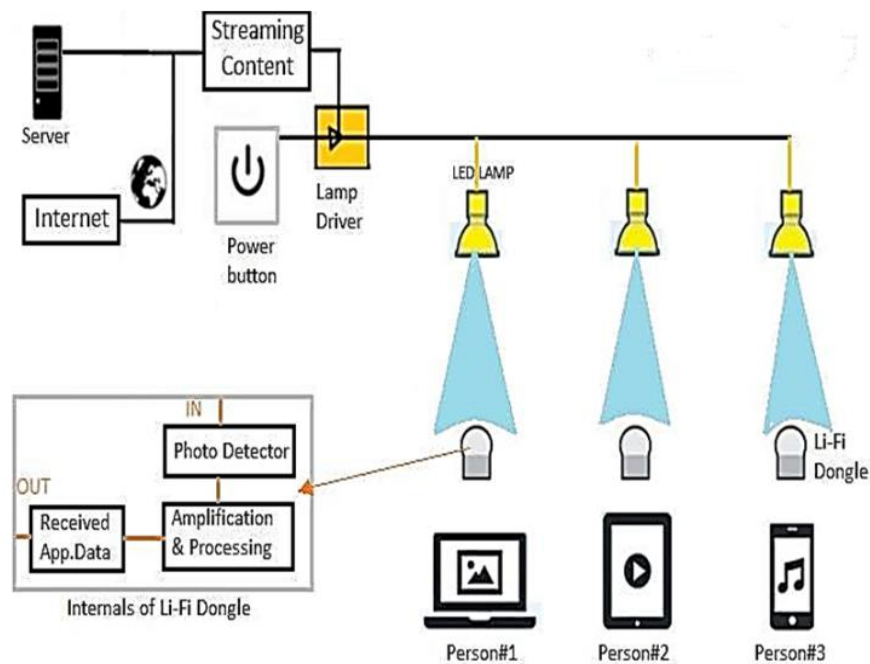 Streaming
Content
Server
Internet
Power
button
Lamp
Driver
LED LAMP
Li-Fi
Dongle
IN
Photo Detector
OUT
Received
App.Data
Amplification
& Processing
Internals of Li-Fi Dongle
Person#1
Person#2
Person#3